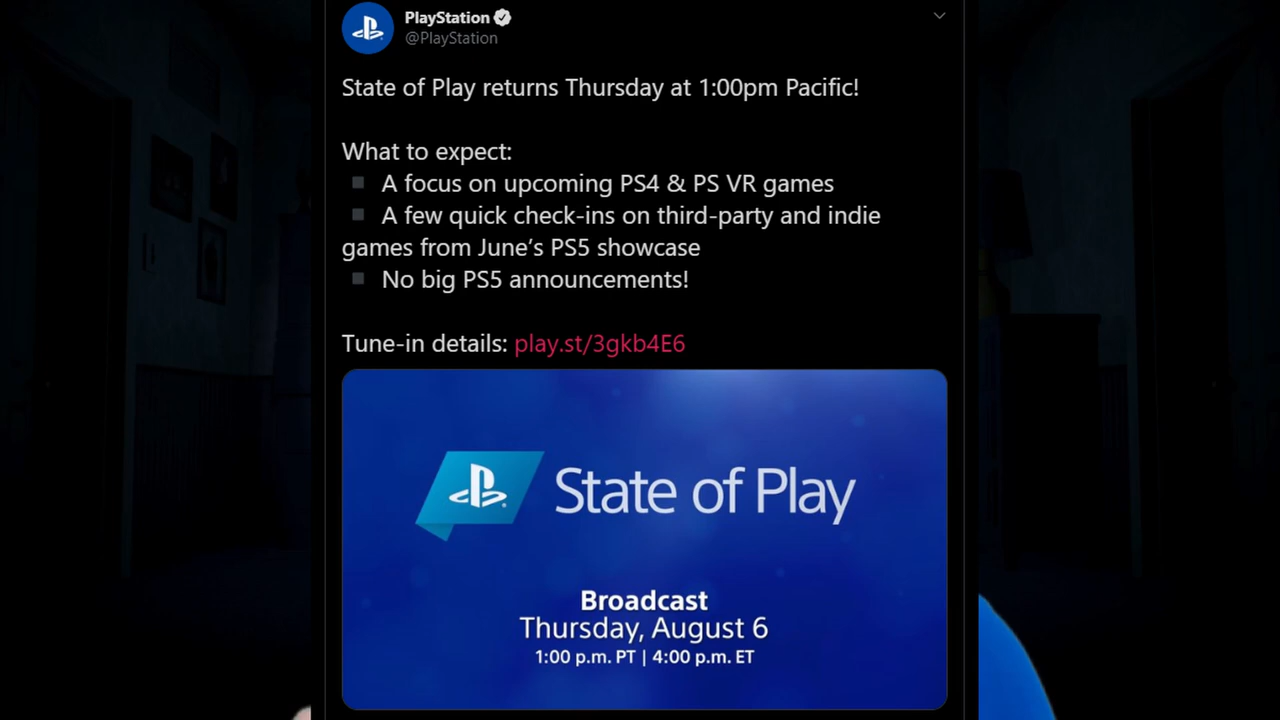 PlayStation
@PlayStation
State of Play returns Thursday at 1:00pm Pacific!
What to expect:
◾ A focus on upcoming PS4 & PS VR games
◾ A few quick check-ins on third-party and indie
games from June’s PS5 showcase
◾ No big PS5 announcements!
Tune-in details: play.st/3gkb4E6
State of Play
Broadcast
Thursday, August 6
1:00 p.m. PT | 4:00 p.m. ET